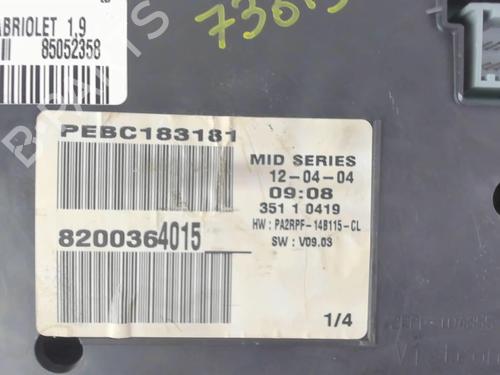 ABRIOLET 1,9
85052358
PEBC183181
MID SERIES
12-04-04
09:08
351 1 0419
HW : PA2RPF-14B115-CL
SW : V09.03
8200364015
1/4